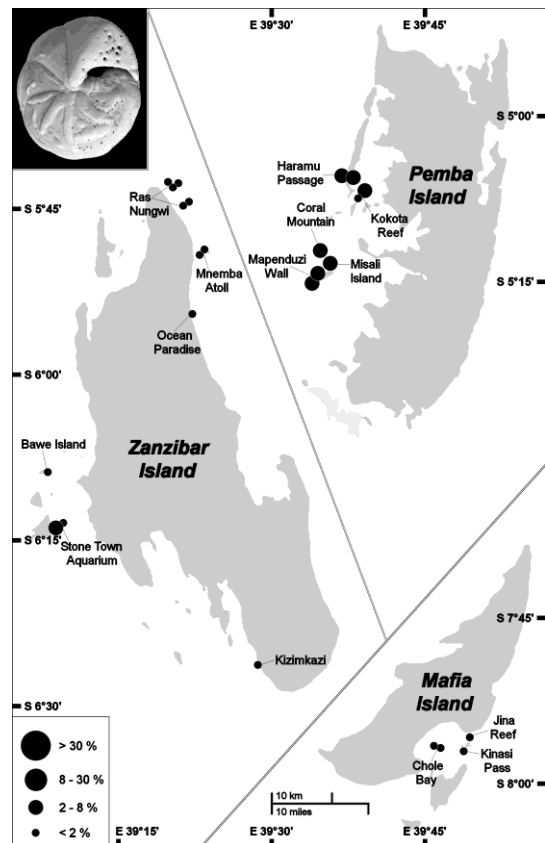 E 39°30'
E 39°45'
S 5°00'
Haramu
Passage
Pemba
Island
Ras
Nungwi
S 5°45'
Coral
Mountain
Kokota
Reef
Mapenduzi
Wall
Misali
Island
Mnemba
Atoll
S 5°15'
Ocean
Paradise
S 6°00'
Bawe Island
Zanzibar
Island
S 6°15'
Stone Town
Aquarium
S 7°45'
Kizimkazi
Mafia
Island
S 6°30'
Jina
Reef
Chole
Bay
Kinasi
Pass
> 30 %
8 - 30 %
2 - 8 %
< 2 %
S 8°00'
10 km
10 miles
E 39°15'
E 39°30'
E 39°45'